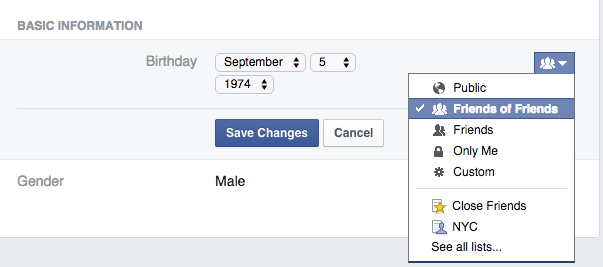 BASIC INFORMATION
Birthday
September
5
1974
Save Changes
Cancel
Gender
Male
Public
Friends of Friends
Friends
Only Me
Custom
Close Friends
NYC
See all lists...